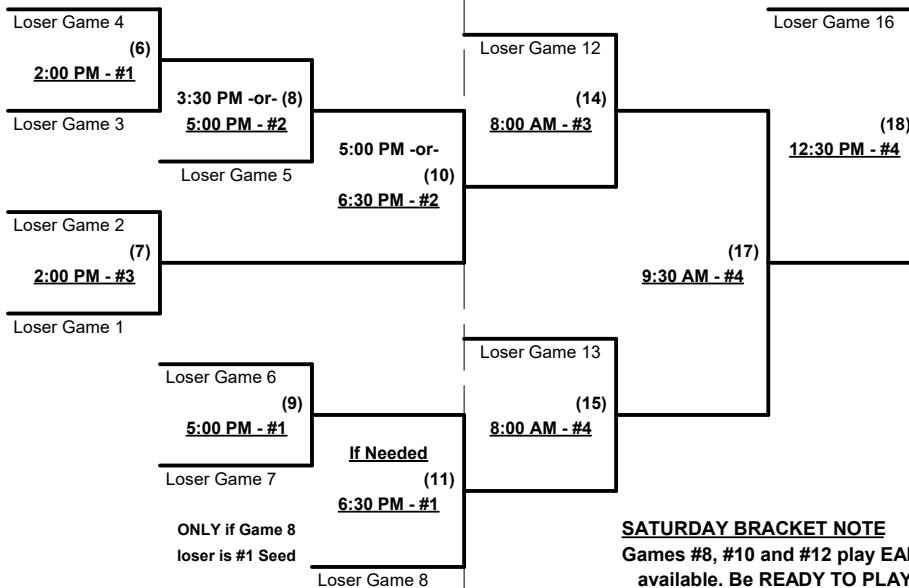 Loser Game 4
(6)
2:00 PM - #1
Loser Game 3
3:30 PM -or- (8)
5:00 PM - #2
Loser Game 5
5:00 PM -or-
(10)
6:30 PM - #2
Loser Game 2
(7)
2:00 PM - #3
Loser Game 1
Loser Game 6
(9)
5:00 PM - #1
Loser Game 7
If Needed
(11)
6:30 PM - #1
ONLY if Game 8
loser is #1 Seed
Loser Game 8
Loser Game 12
(14)
8:00 AM - #3
Loser Game 13
(15)
8:00 AM - #4
(17)
9:30 AM - #4
Loser Game 16
(18)
12:30 PM - #4
SATURDAY BRACKET NOTE
Games #8, #10 and #12 play
available. Be READY TO PLAY